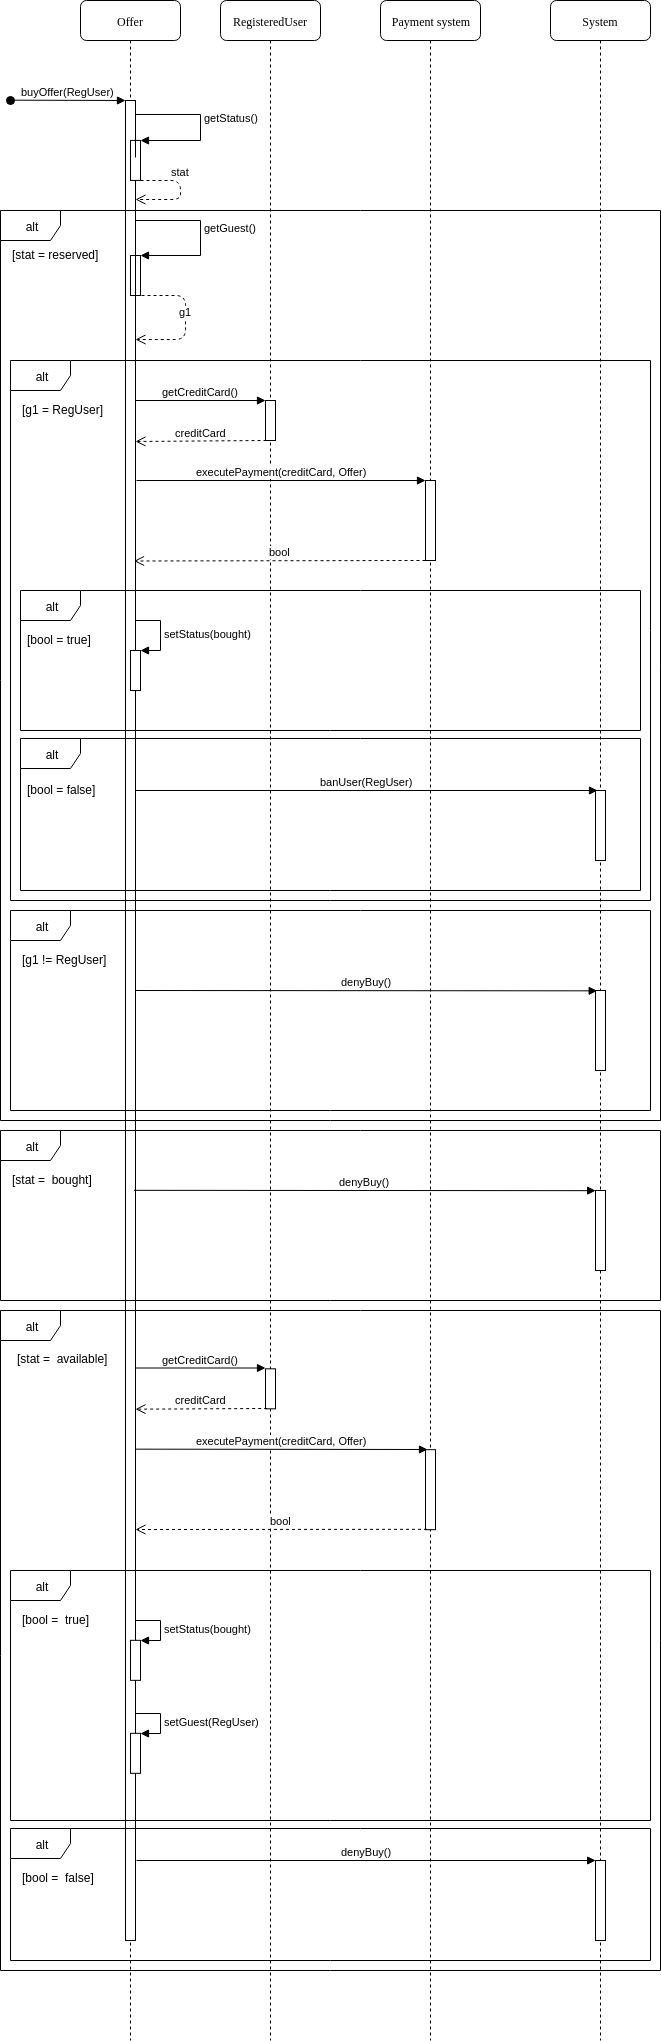 Offer
RegisteredUser
Payment system
System
buyOffer(RegUser)
getStatus()
stat
alt
getGuest()
[stat = reserved]
g1
alt
getCreditCard()
[g1 = RegUser]
creditCard
executePayment(creditCard, Offer)
bool
alt
setStatus(bought)
[bool = true]
alt
banUser(RegUser)
[bool = false]
alt
[g1 != RegUser]
denyBuy()
alt
[stat =  bought]
denyBuy()
alt
[stat =  available]
getCreditCard()
creditCard
executePayment(creditCard, Offer)
bool
alt
[bool =  true]
setStatus(bought)
setGuest(RegUser)
alt
denyBuy()
[bool =  false]